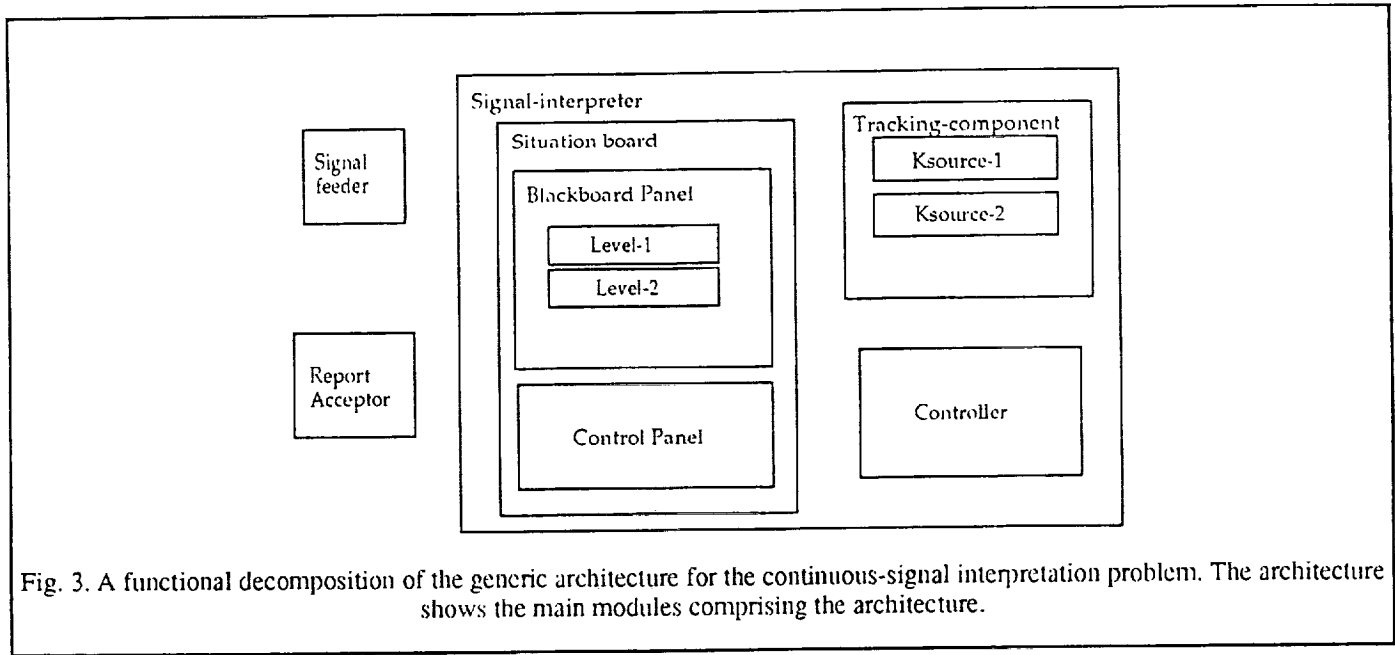 Signal-interpreter
Situation board
Blackboard Panel
Level-1
Level-2
Control Panel
Signal
feeder
Report
Acceptor
Tracking-component
Ksource-1
Ksource-2
Controller
Fig. 3. A functional decomposition of the generic architecture for the continuous-signal interpretation problem. The architecture
shows the main modules comprising the architecture.